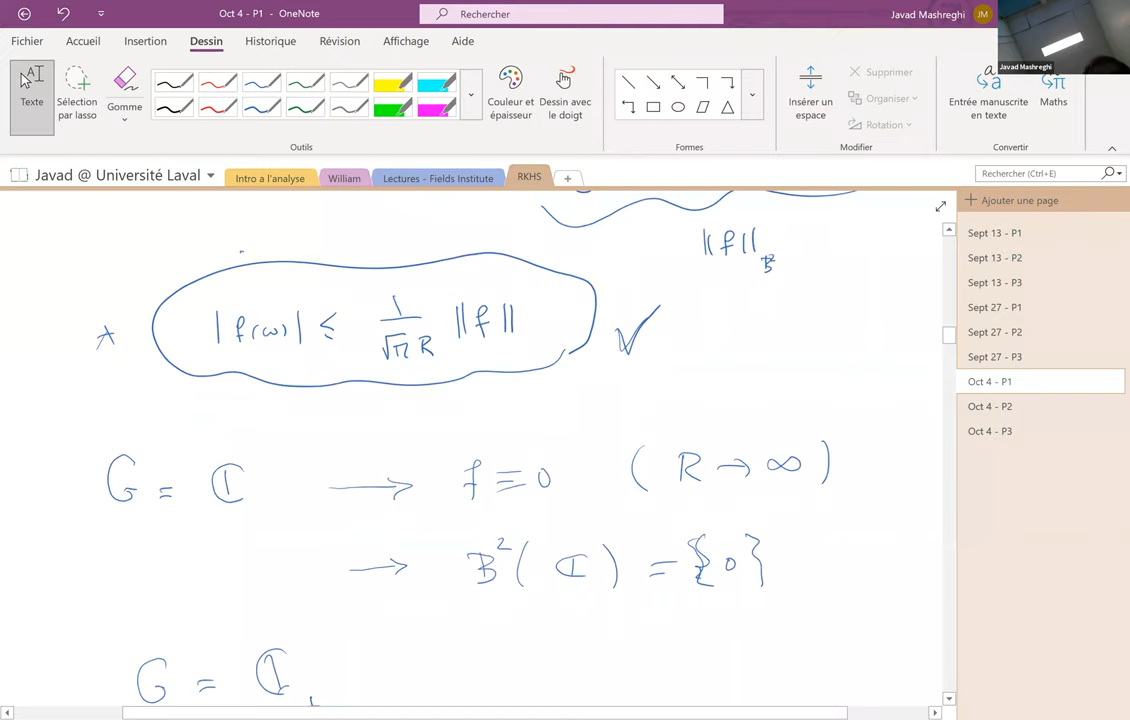 Oct 4 - P1 - OneNote
Rechercher
Javad Mashreghi
JM
Javad Mashreghi
Fichier
Accueil
Insertion
Dessin
Historique
Révision
Affichage
Aide
Texte
Sélection par lasso
Gomme
Couleur et épaisseur
Dessin avec le doigt
Insérer un espace
Supprimer
Organiser
Rotation
Entrée manuscrite en texte
Maths
Outils
Formes
Modifier
Convertir
Javad @ Université Laval
Intro a l'analyse
William
Lectures - Fields Institute
RKHS
Rechercher (Ctrl+E)
Ajouter une page
Sept 13 - P1
Sept 13 - P2
Sept 13 - P3
Sept 27 - P1
Sept 27 - P2
Sept 27 - P3
Oct 4 - P1
Oct 4 - P2
Oct 4 - P3
‖f‖_B²
* |f(ω)| ≤ 1/(√π R) ‖f‖ ✓
G = ℂ → f ≡ 0 (R → ∞)
→ B²(ℂ) = {0}
G = ℂ